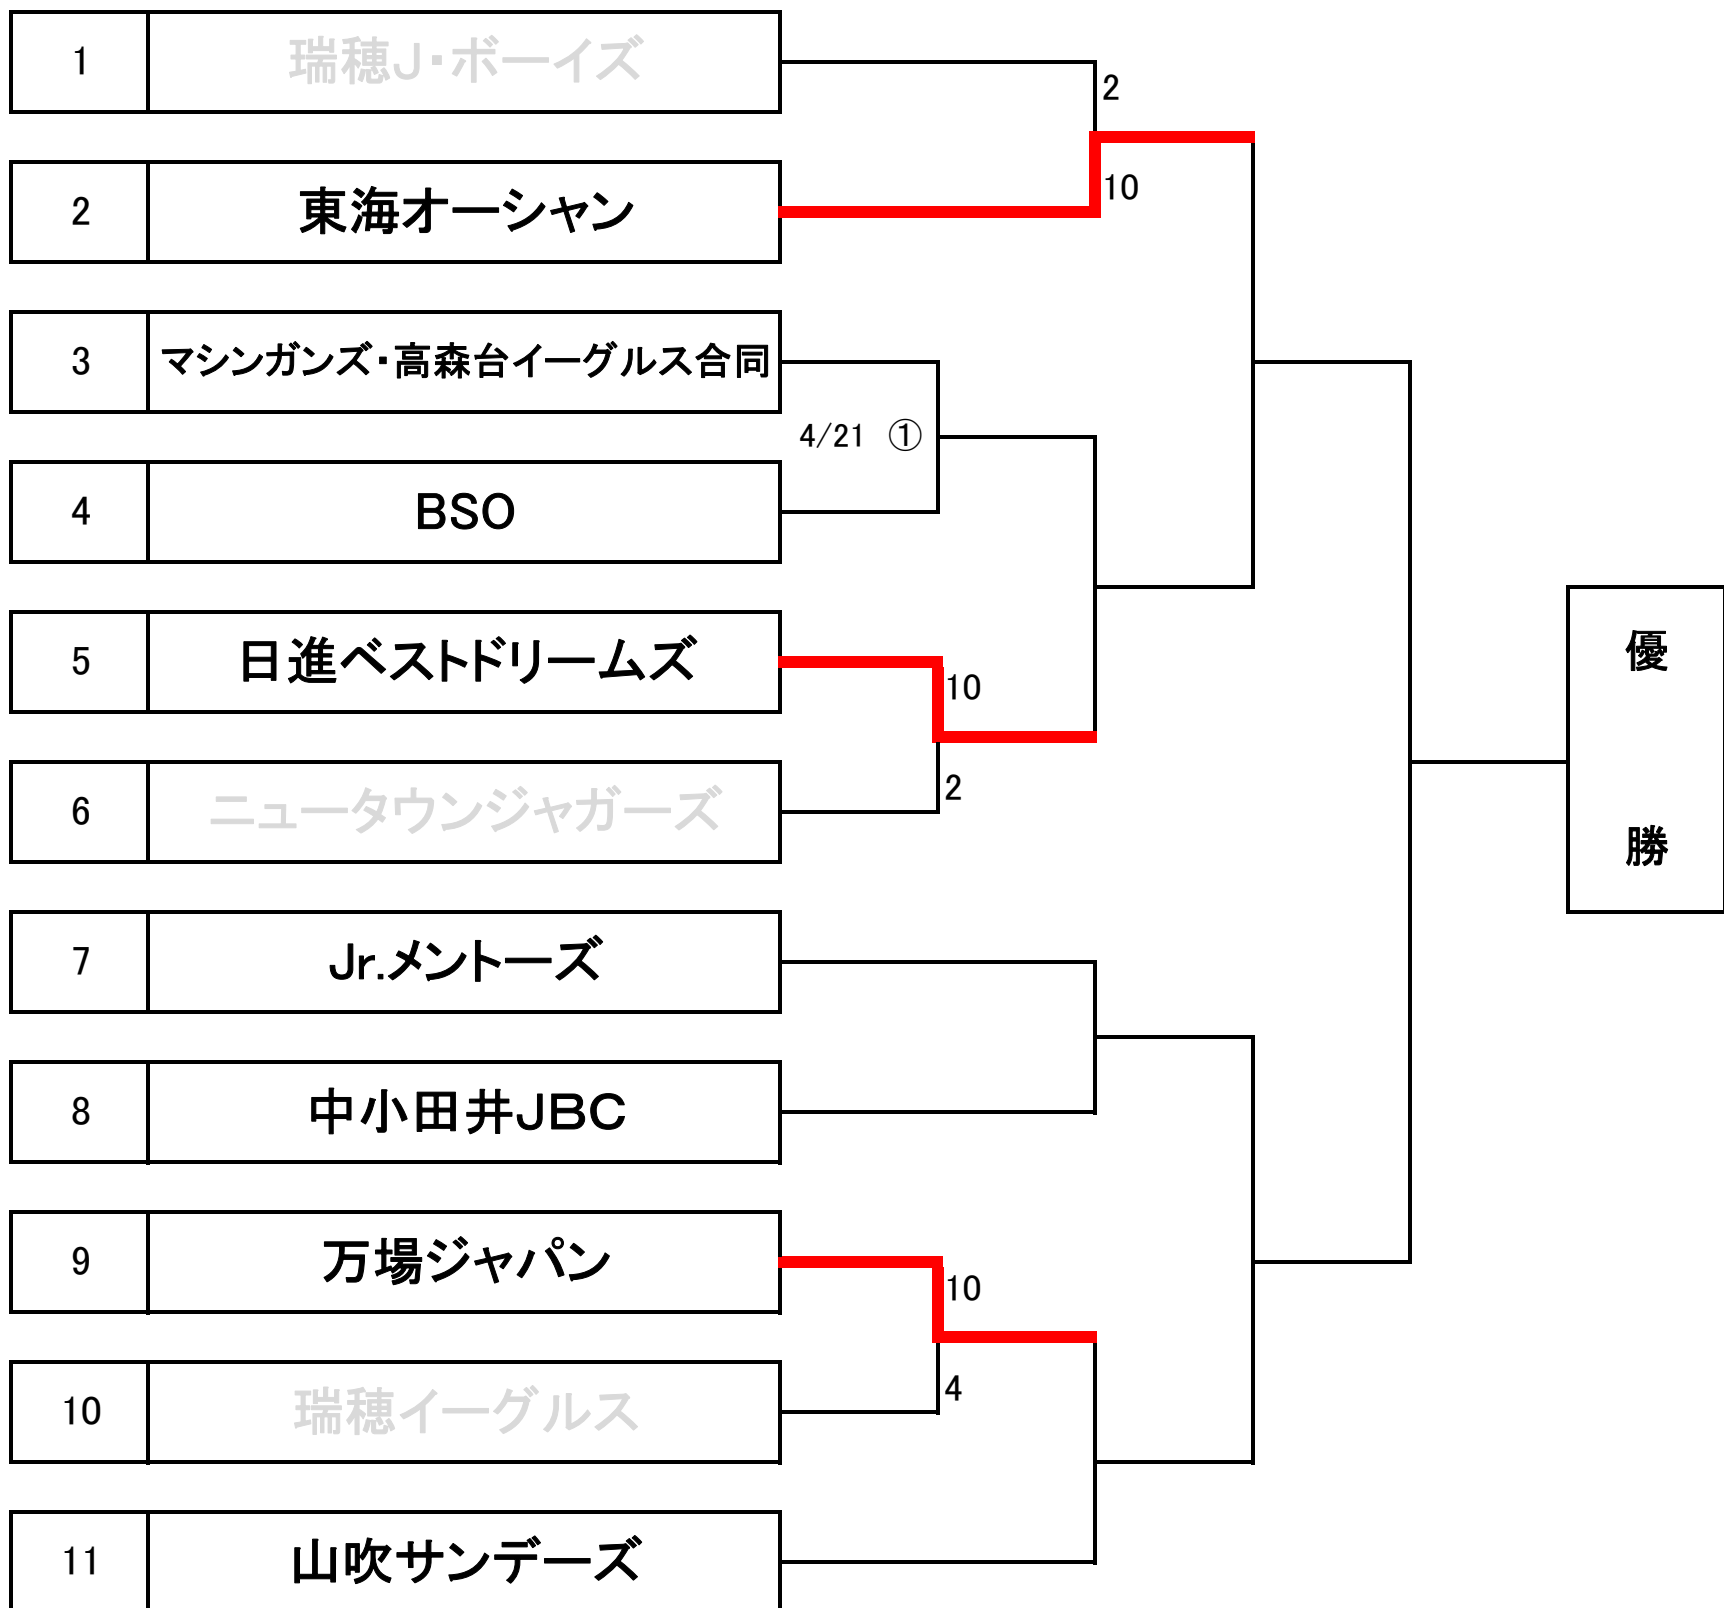 1 瑞穂J・ボーイズ
2
2 東海オーシャン
10
3 マシンガンズ・高森台イーグルス合同
4/21 ①
4 BSO
5 日進ベストドリームズ
10
6 ニュータウンジャガーズ
2
優
勝
7 Jr.メントーズ
8 中小田井JBC
9 万場ジャパン
10
10 瑞穂イーグルス
4
11 山吹サンデーズ